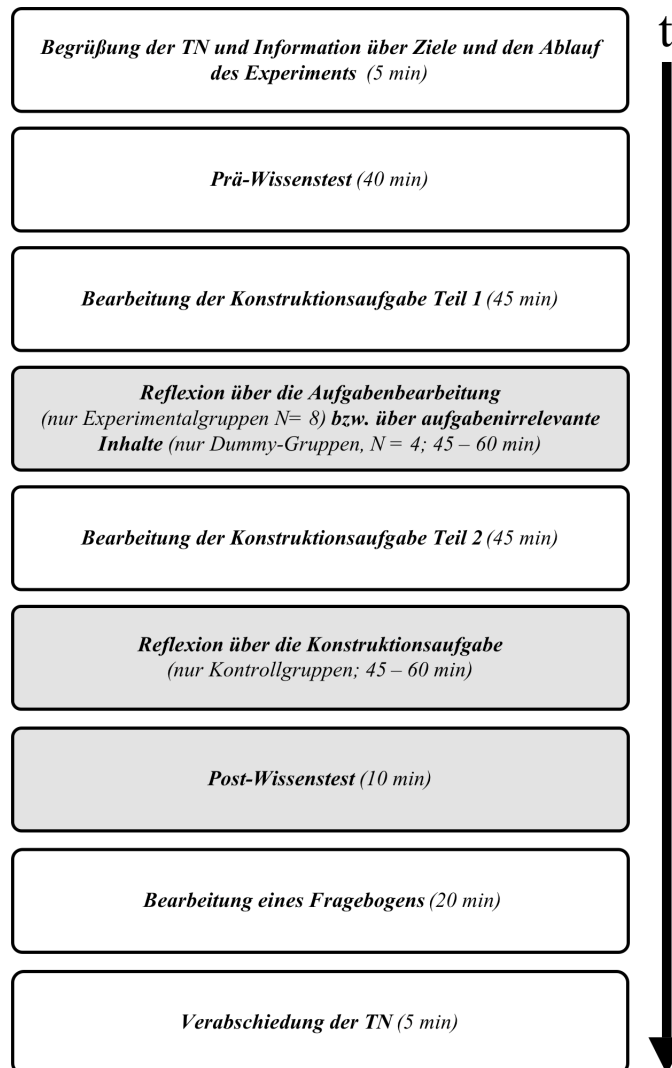 t
Begrüßung der TN und Information über Ziele und den Ablauf
des Experiments (5 min)
Prä-Wissenstest (40 min)
Bearbeitung der Konstruktionsaufgabe Teil 1 (45 min)
Reflexion über die Aufgabenbearbeitung
(nur Experimentalgruppen N= 8) bzw. über aufgabenirrelevante
Inhalte (nur Dummy-Gruppen, N = 4; 45 – 60 min)
Bearbeitung der Konstruktionsaufgabe Teil 2 (45 min)
Reflexion über die Konstruktionsaufgabe
(nur Kontrollgruppen; 45 – 60 min)
Post-Wissenstest (10 min)
Bearbeitung eines Fragebogens (20 min)
Verabschiedung der TN (5 min)